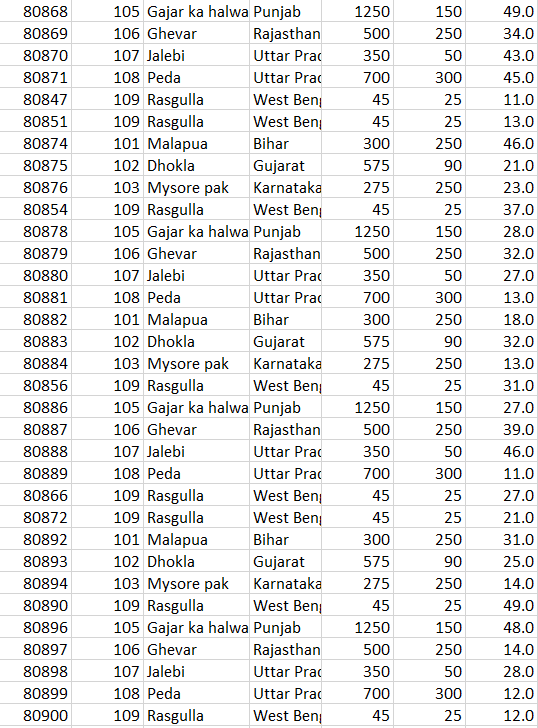 80868 105 Gajar ka halwa Punjab 1250 150 49.0
80869 106 Ghevar Rajasthan 500 250 34.0
80870 107 Jalebi Uttar Prac 350 50 43.0
80871 108 Peda Uttar Prac 700 300 45.0
80847 109 Rasgulla West Beng 45 25 11.0
80851 109 Rasgulla West Beng 45 25 13.0
80874 101 Malapua Bihar 300 250 46.0
80875 102 Dhokla Gujarat 575 90 21.0
80876 103 Mysore pak Karnataka 275 250 23.0
80854 109 Rasgulla West Beng 45 25 37.0
80878 105 Gajar ka halwa Punjab 1250 150 28.0
80879 106 Ghevar Rajasthan 500 250 32.0
80880 107 Jalebi Uttar Prac 350 50 27.0
80881 108 Peda Uttar Prac 700 300 13.0
80882 101 Malapua Bihar 300 250 18.0
80883 102 Dhokla Gujarat 575 90 32.0
80884 103 Mysore pak Karnataka 275 250 13.0
80856 109 Rasgulla West Beng 45 25 31.0
80886 105 Gajar ka halwa Punjab 1250 150 27.0
80887 106 Ghevar Rajasthan 500 250 39.0
80888 107 Jalebi Uttar Prac 350 50 46.0
80889 108 Peda Uttar Prac 700 300 11.0
80866 109 Rasgulla West Beng 45 25 27.0
80872 109 Rasgulla West Beng 45 25 21.0
80892 101 Malapua Bihar 300 250 31.0
80893 102 Dhokla Gujarat 575 90 25.0
80894 103 Mysore pak Karnataka 275 250 14.0
80890 109 Rasgulla West Beng 45 25 49.0
80896 105 Gajar ka halwa Punjab 1250 150 48.0
80897 106 Ghevar Rajasthan 500 250 14.0
80898 107 Jalebi Uttar Prac 350 50 28.0
80899 108 Peda Uttar Prac 700 300 12.0
80900 109 Rasgulla West Beng 45 25 12.0